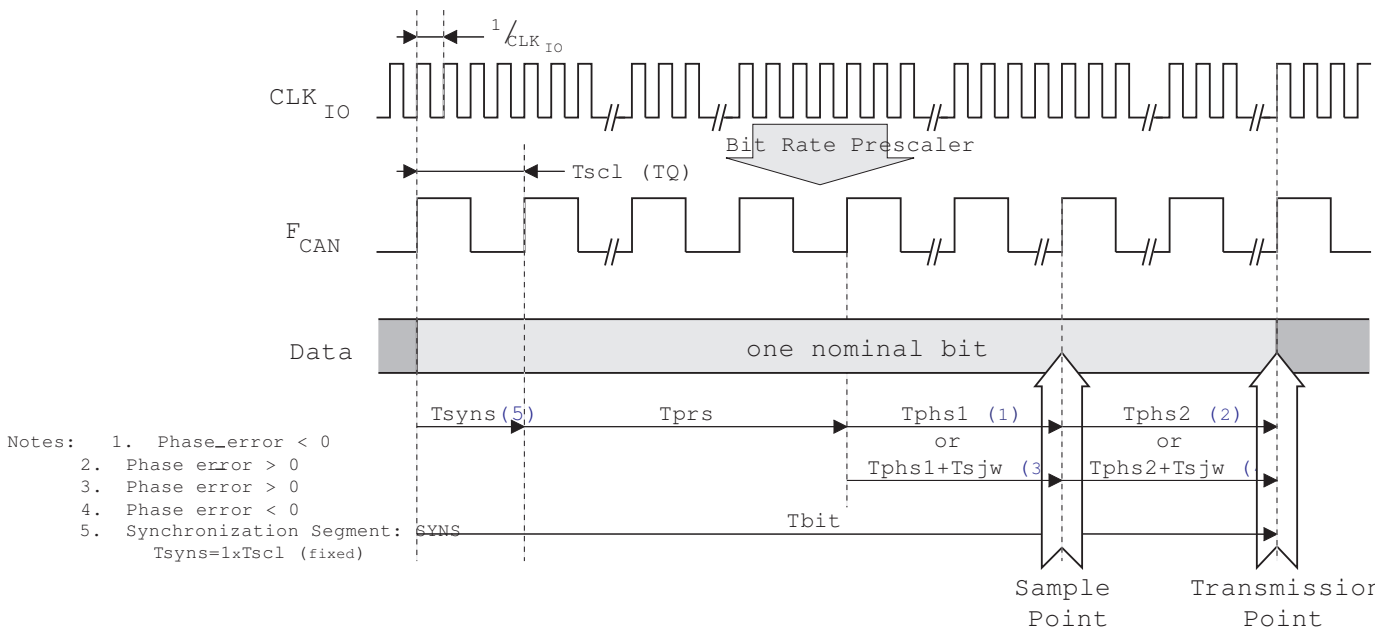 1/CLK IO
CLK IO
Bit Rate Prescaler
Tscl (TQ)
F CAN
Data
one nominal bit
Tsyns(5)
Tprs
Tphs1 (1)
Tphs2 (2)
or
or
Tphs1+Tsjw (3
Tphs2+Tsjw (
Tbit
Notes: 1. Phase error < 0
2. Phase error > 0
3. Phase error > 0
4. Phase error < 0
5. Synchronization Segment: SYNS
Tsyns=1xTscl (fixed)
Sample
Point
Transmission
Point